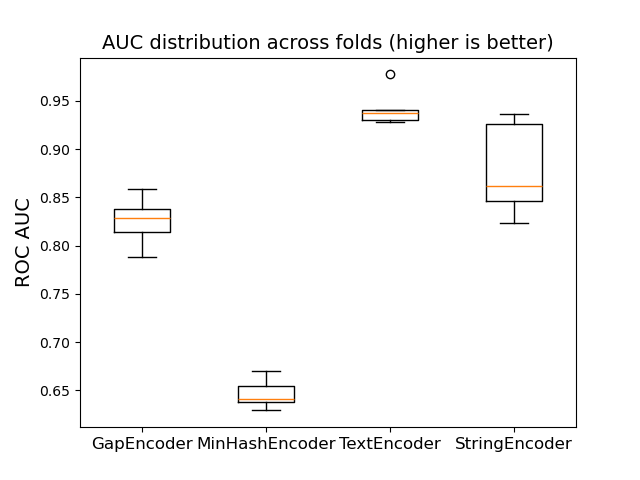 AUC distribution across folds (higher is better)
ROC AUC
0.95
0.90
0.85
0.80
0.75
0.70
0.65
GapEncoder MinHashEncoder TextEncoder StringEncoder